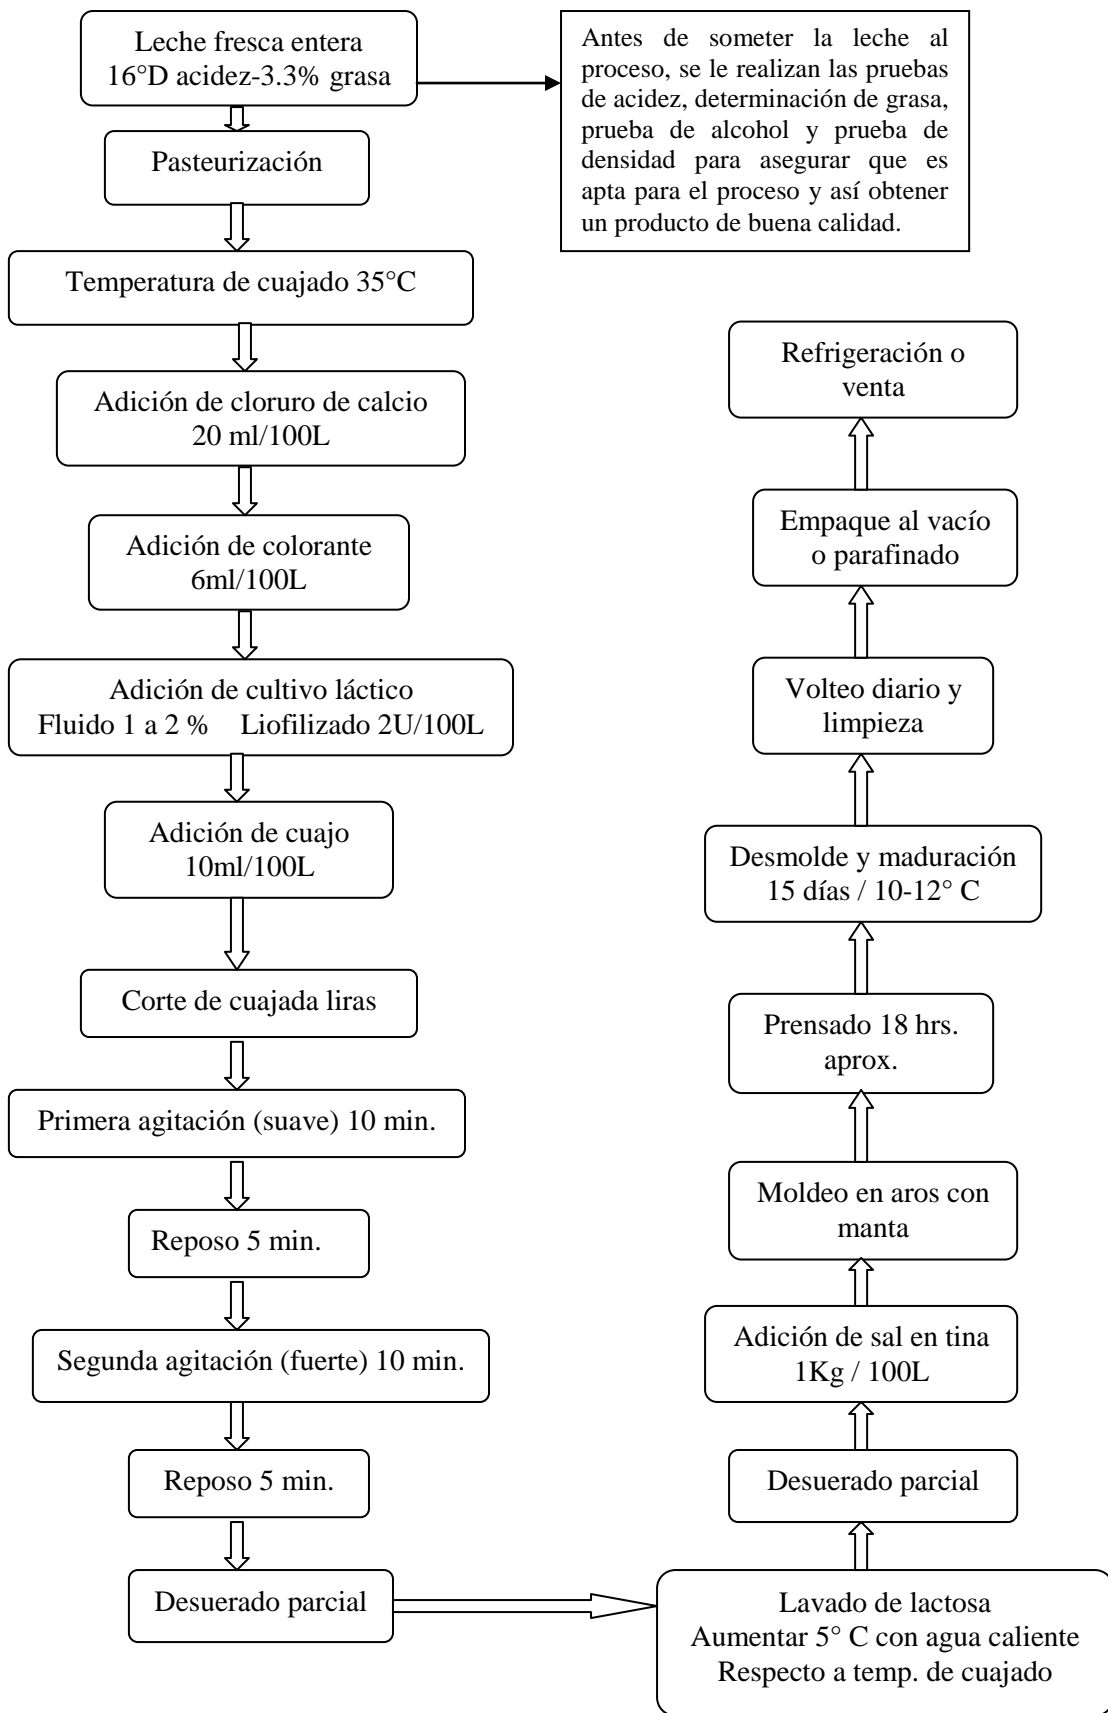 Leche fresca entera
16°D acidez-3.3% grasa
Antes de someter la leche al
proceso, se le realizan las pruebas
de acidez, determinación de grasa,
prueba de alcohol y prueba de
densidad para asegurar que es
apta para el proceso y así obtener
un producto de buena calidad.
Pasteurización
Temperatura de cuajado 35°C
Adición de cloruro de calcio
20 ml/100L
Adición de colorante
6ml/100L
Adición de cultivo láctico
Fluido 1 a 2 % Liofilizado 2U/100L
Adición de cuajo
10ml/100L
Corte de cuajada liras
Primera agitación (suave) 10 min.
Reposo 5 min.
Segunda agitación (fuerte) 10 min.
Reposo 5 min.
Desuerado parcial
Lavado de lactosa
Aumentar 5° C con agua caliente
Respecto a temp. de cuajado
Desuerado parcial
Adición de sal en tina
1Kg / 100L
Moldeo en aros con
manta
Prensado 18 hrs.
aprox.
Desmolde y maduración
15 días / 10-12° C
Volteo diario y
limpieza
Empaque al vacío
o parafinado
Refrigeración o
venta